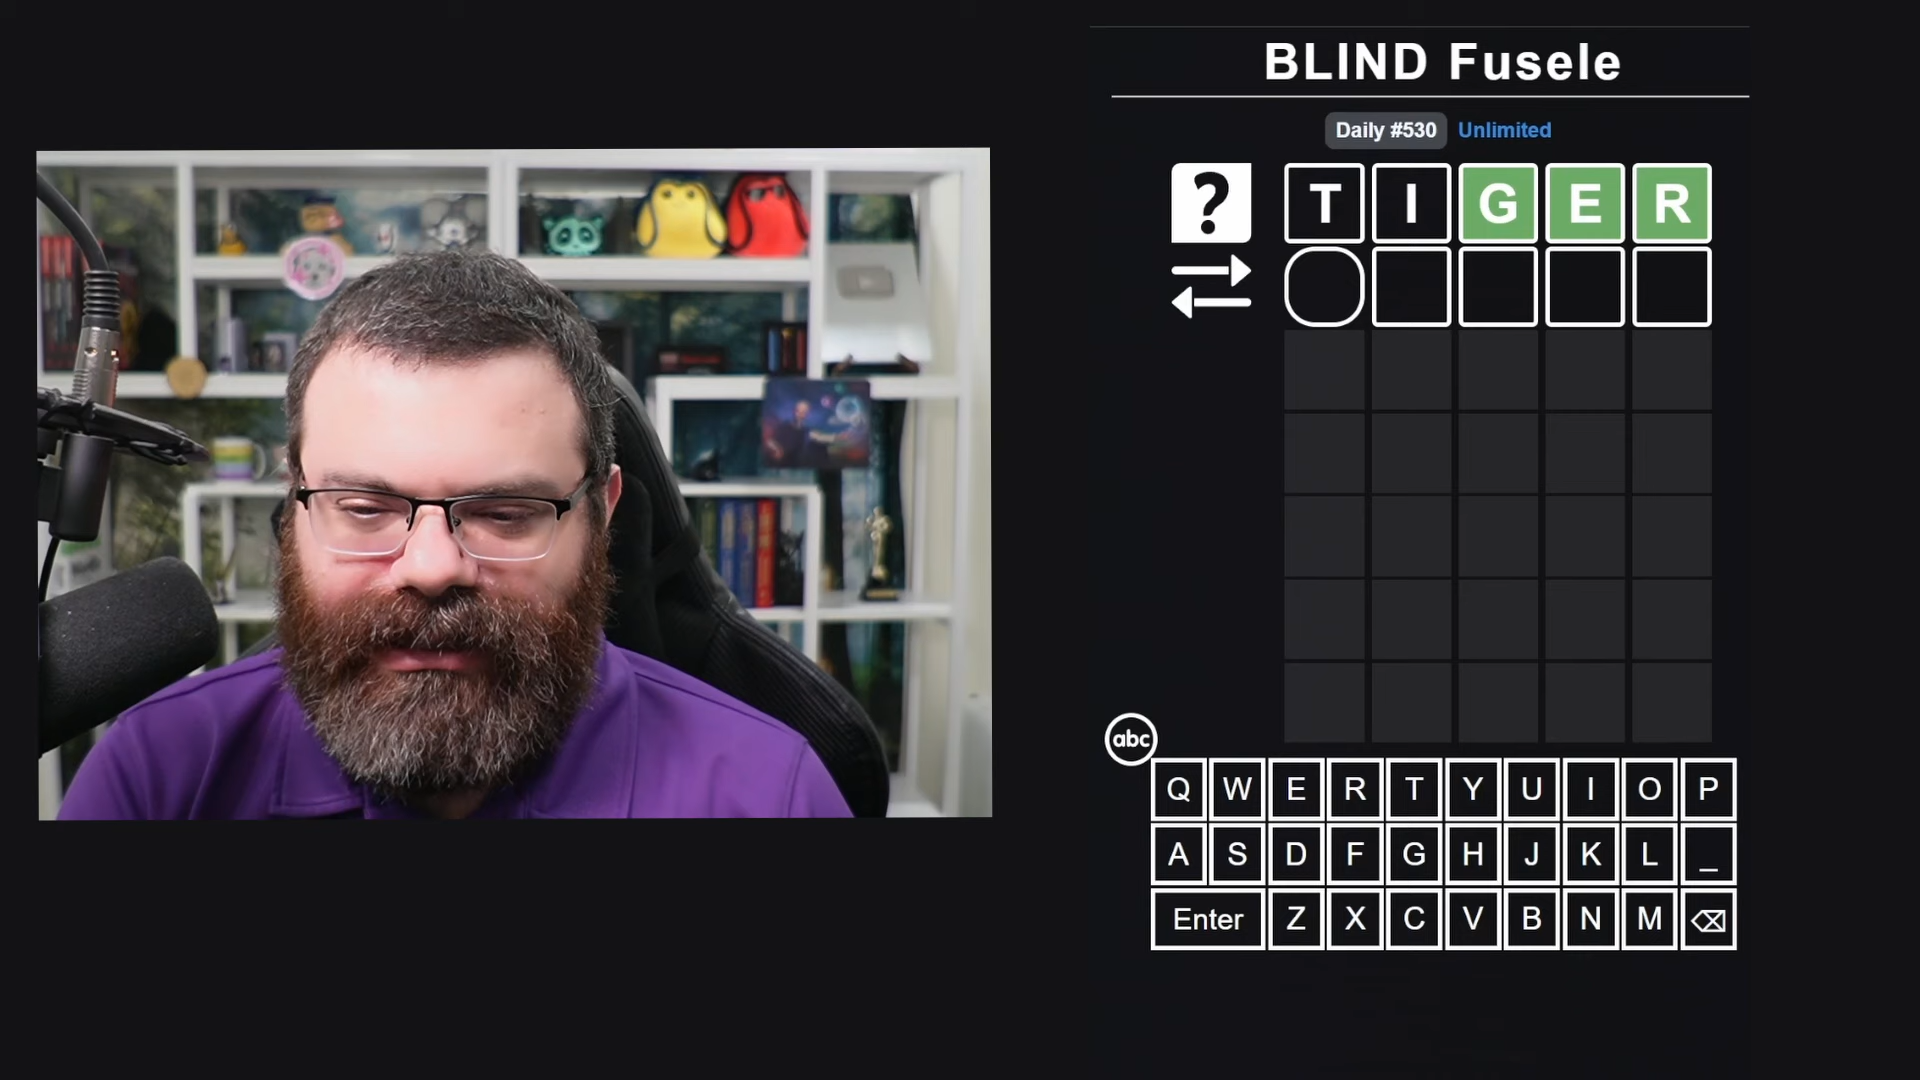 BLIND Fusele
Daily #530 Unlimited
? T I G E R
abc
Q W E R T Y U I O P
A S D F G H J K L _
Enter Z X C V B N M ⌫